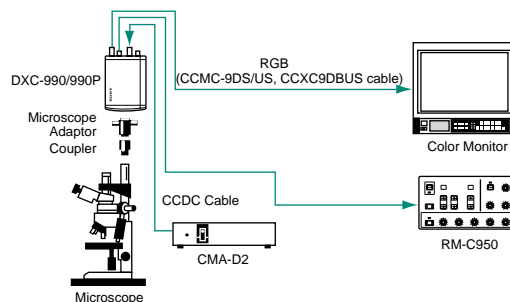 RGB
(CCMC-9DS/US, CCXC9DBUS cable)
DXC-990/990P
SONY
Microscope
Adaptor
Coupler
Color Monitor
CCDC Cable
CMA-D2
RM-C950
Microscope